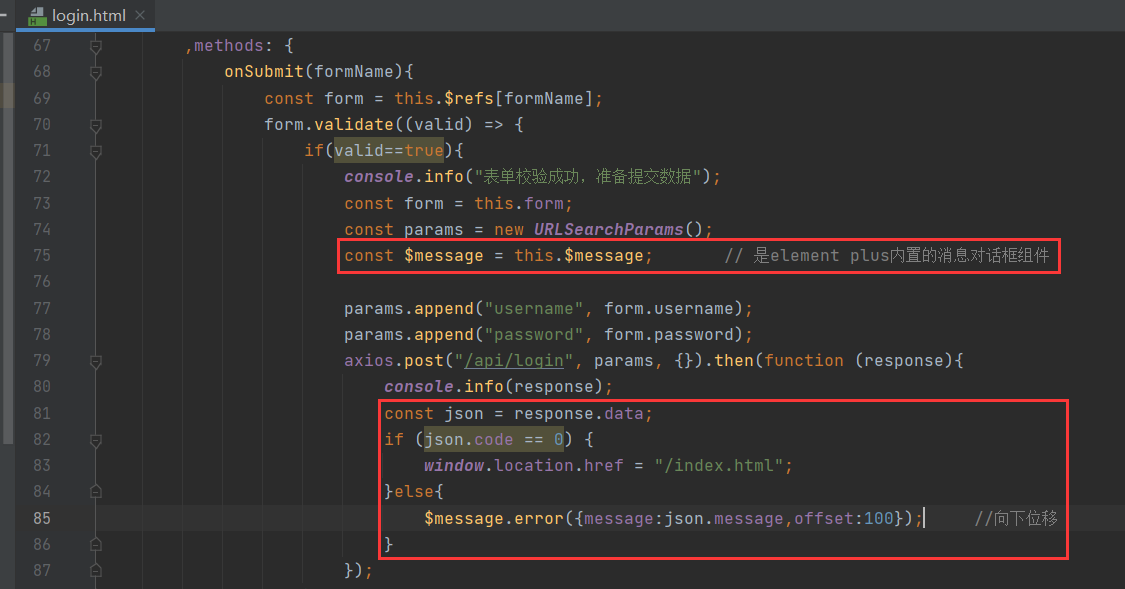 login.html
67 ,methods: {
68 onSubmit(formName){
69 const form = this.$refs[formName];
70 form.validate((valid) => {
71 if(valid==true){
72 console.info("表单校验成功，准备提交数据");
73 const form = this.form;
74 const params = new URLSearchParams();
75 const $message = this.$message; // 是element plus内置的消息对话框组件
76
77 params.append("username", form.username);
78 params.append("password", form.password);
79 axios.post("/api/login", params, {}).then(function (response){
80 console.info(response);
81 const json = response.data;
82 if (json.code == 0) {
83 window.location.href = "/index.html";
84 }else{
85 $message.error({message:json.message,offset:100}); //向下位移
86 }
87 });